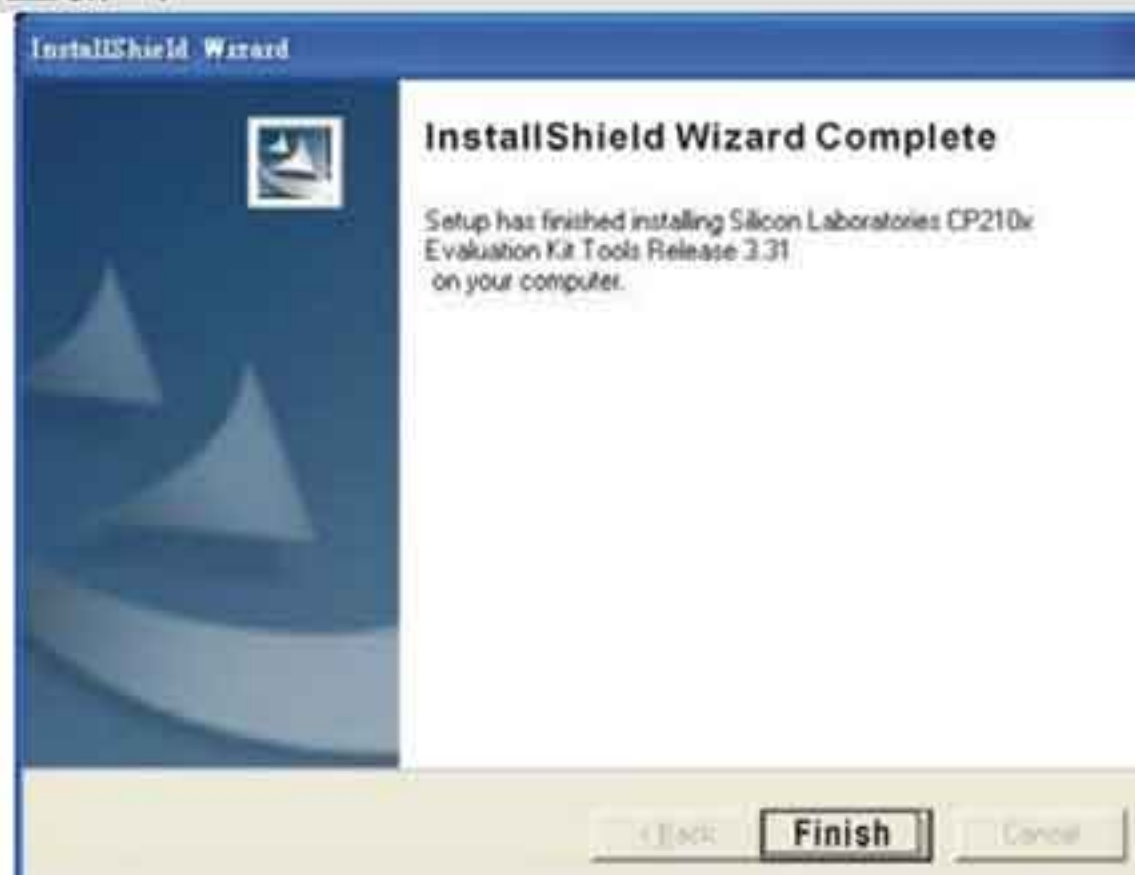 InstallShield Wizard
InstallShield Wizard Complete
Setup has finished installing Silicon Laboratories CP210x
Evaluation Kit Tools Release 3.31
on your computer.
< Back
Finish
Cancel